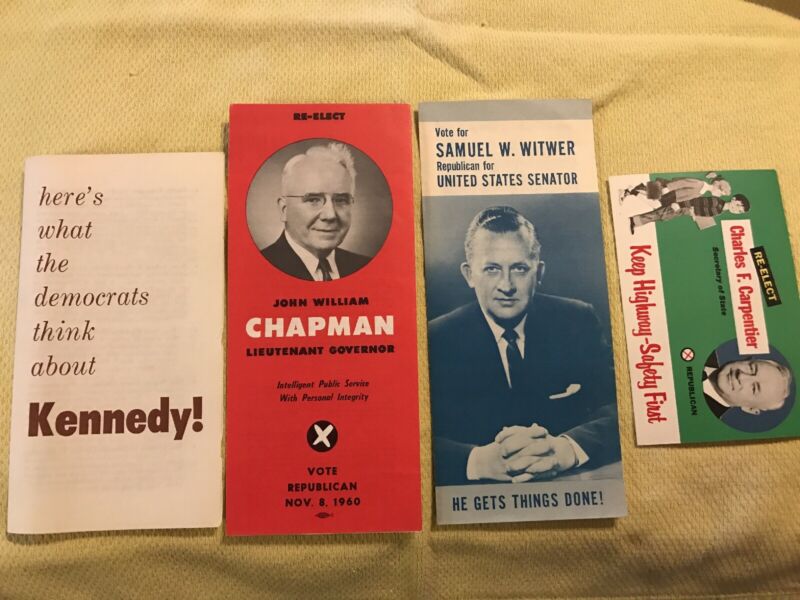 here's
what
the
democrats
think
about
Kennedy!
RE-ELECT
JOHN WILLIAM
CHAPMAN
LIEUTENANT GOVERNOR
Intelligent Public Service
With Personal Integrity
X
VOTE
REPUBLICAN
NOV. 8, 1960
Vote for
SAMUEL W. WITWER
Republican for
UNITED STATES SENATOR
HE GETS THINGS DONE!
RE-ELECT
Charles F. Carpentier
Secretary of State
X REPUBLICAN
Keep Highway-Safety First